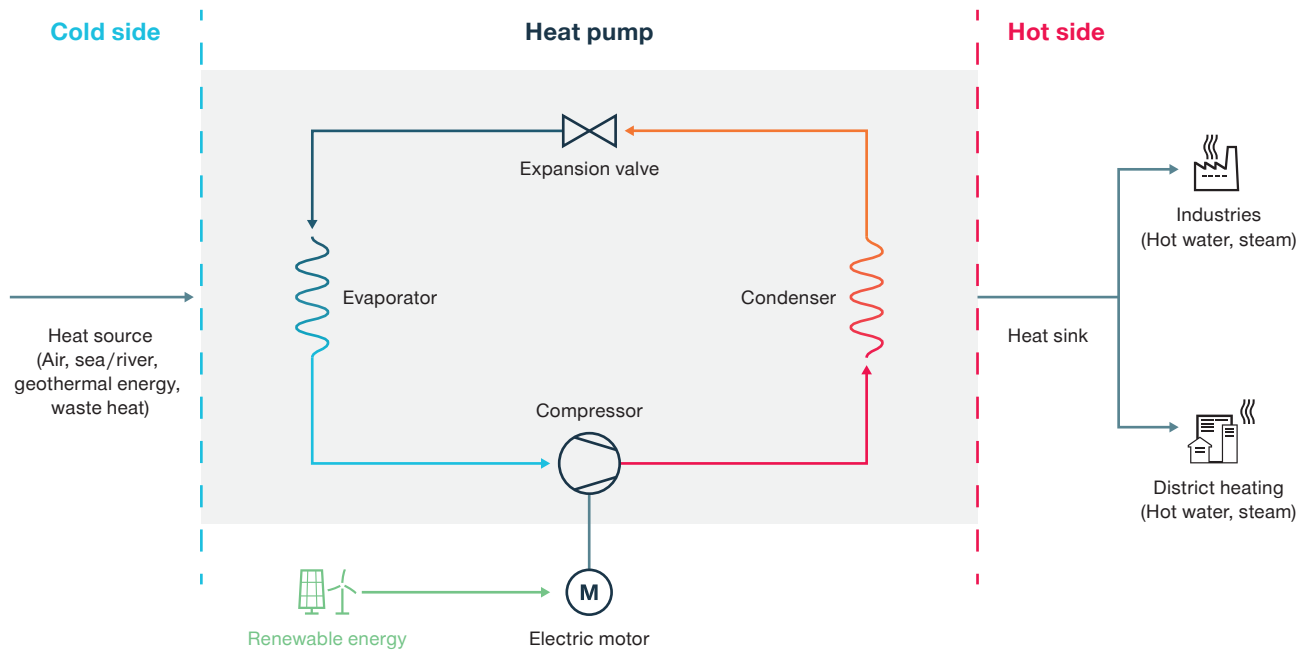 Cold side
Heat pump
Hot side
Expansion valve
Industries
(Hot water, steam)
Evaporator
Condenser
Heat source
(Air, sea/river,
geothermal energy,
waste heat)
Heat sink
Compressor
District heating
(Hot water, steam)
M
Renewable energy
Electric motor